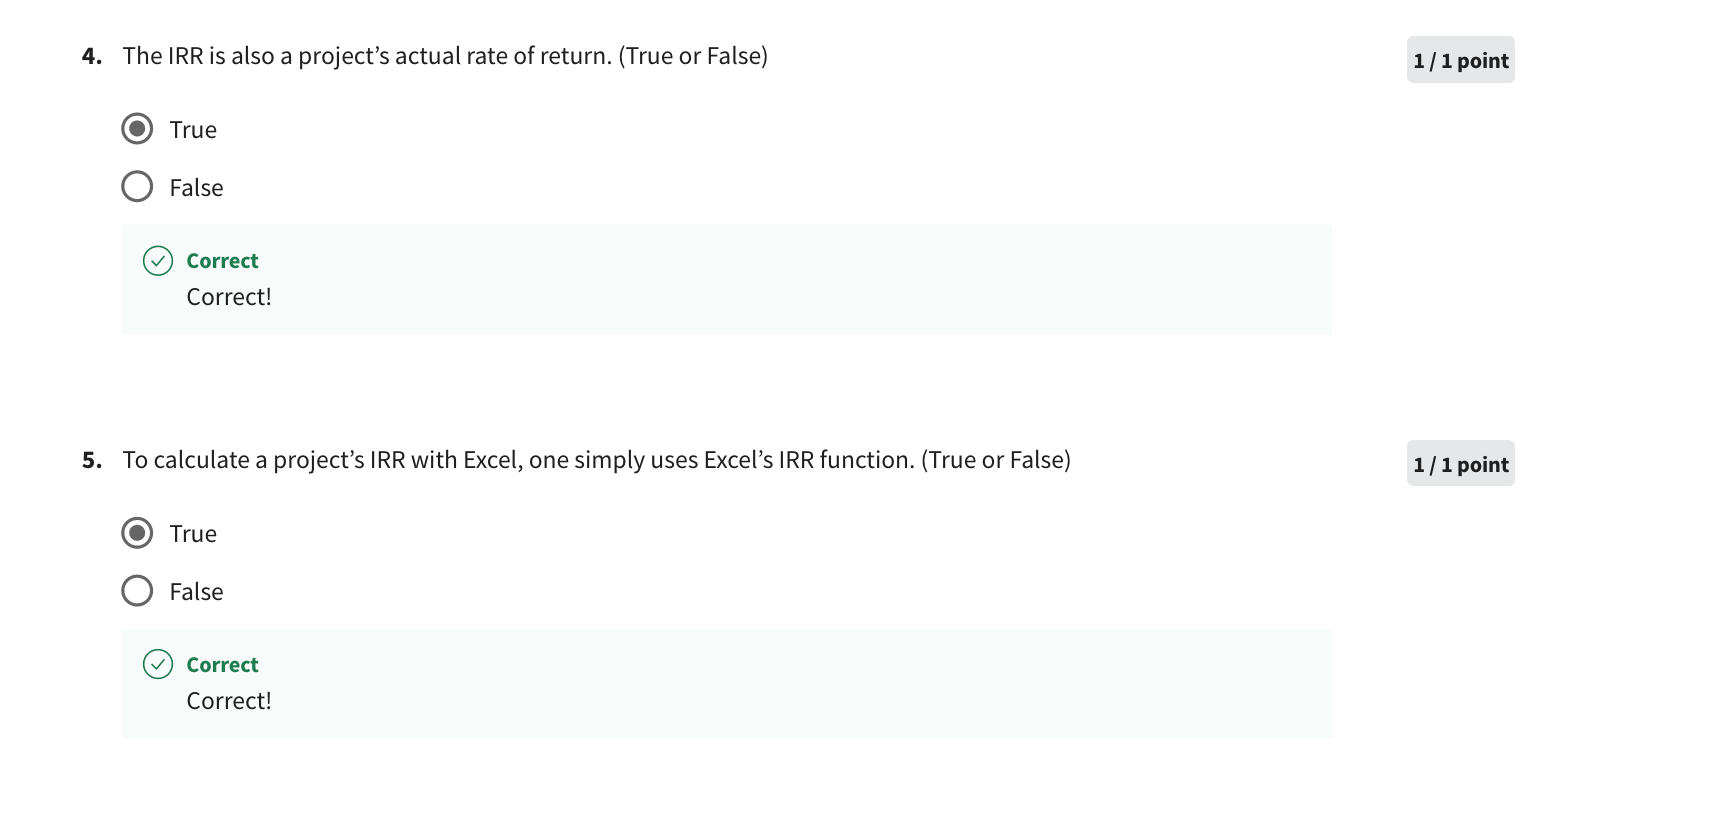 4. The IRR is also a project’s actual rate of return. (True or False)
1 / 1 point
True
False
Correct
Correct!
5. To calculate a project’s IRR with Excel, one simply uses Excel’s IRR function. (True or False)
1 / 1 point
True
False
Correct
Correct!